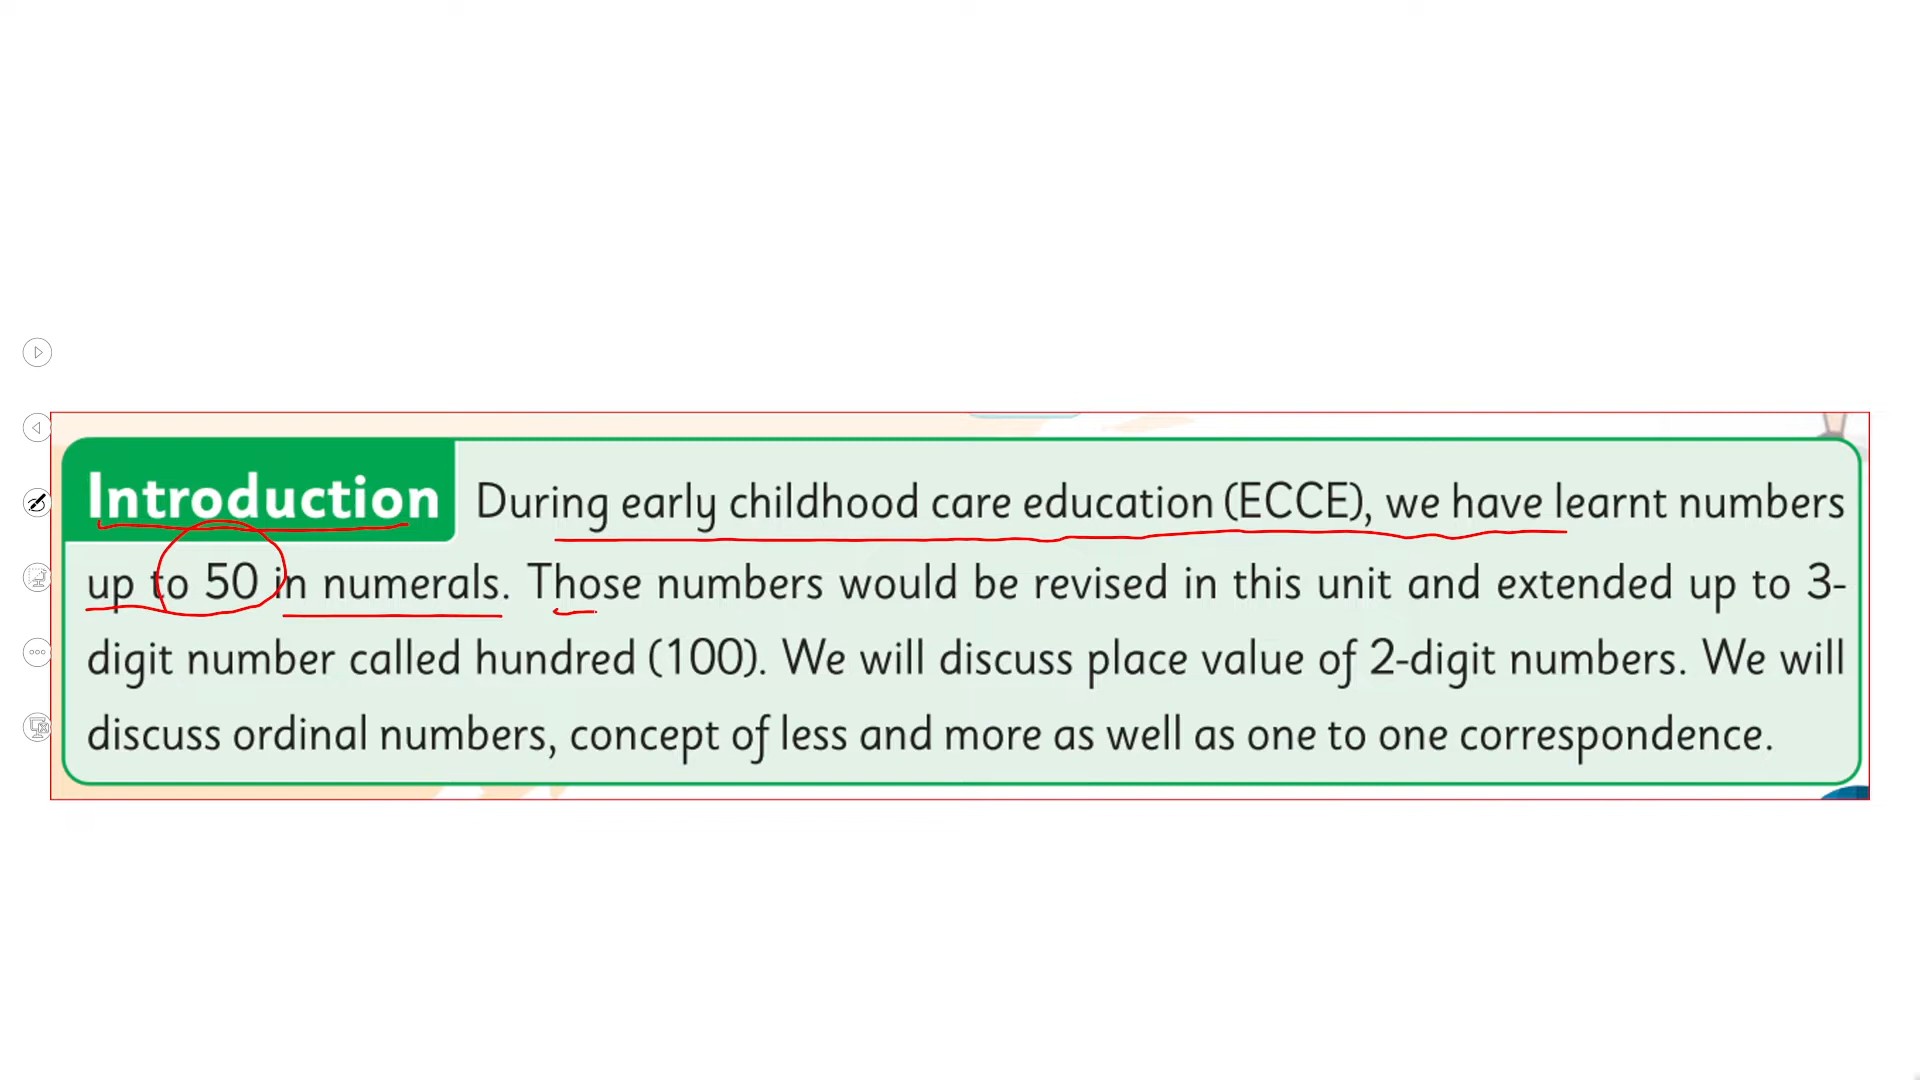 Introduction During early childhood care education (ECCE), we have learnt numbers
up to 50 in numerals. Those numbers would be revised in this unit and extended up to 3-
digit number called hundred (100). We will discuss place value of 2-digit numbers. We will
discuss ordinal numbers, concept of less and more as well as one to one correspondence.